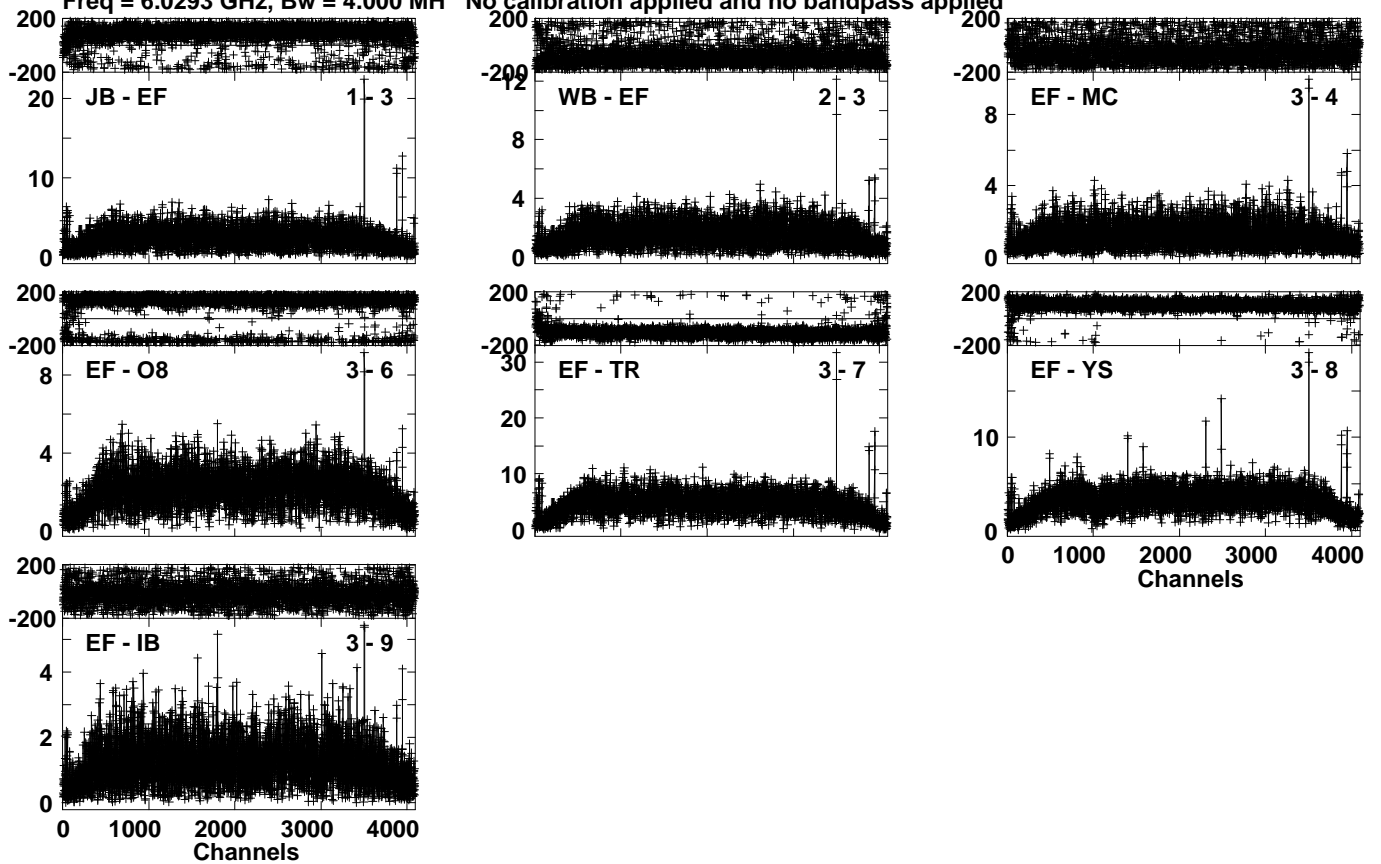 Freq = 6.0293 GHz, Bw = 4.000 MH No calibration applied and no bandpass applied
200 200 200
-200 -200 -200
JB - EF 1 - 3 WB - EF 2 - 3 EF - MC 3 - 4
20 12 8
10 8 4
0 4 0
0
200 200 200
-200 -200 -200
EF - O8 3 - 6 EF - TR 3 - 7 EF - YS 3 - 8
8 30 10
4 20 0
0 10
0
0 1000 2000 3000 4000
Channels
200
-200
EF - IB 3 - 9
4
2
0
0 1000 2000 3000 4000
Channels